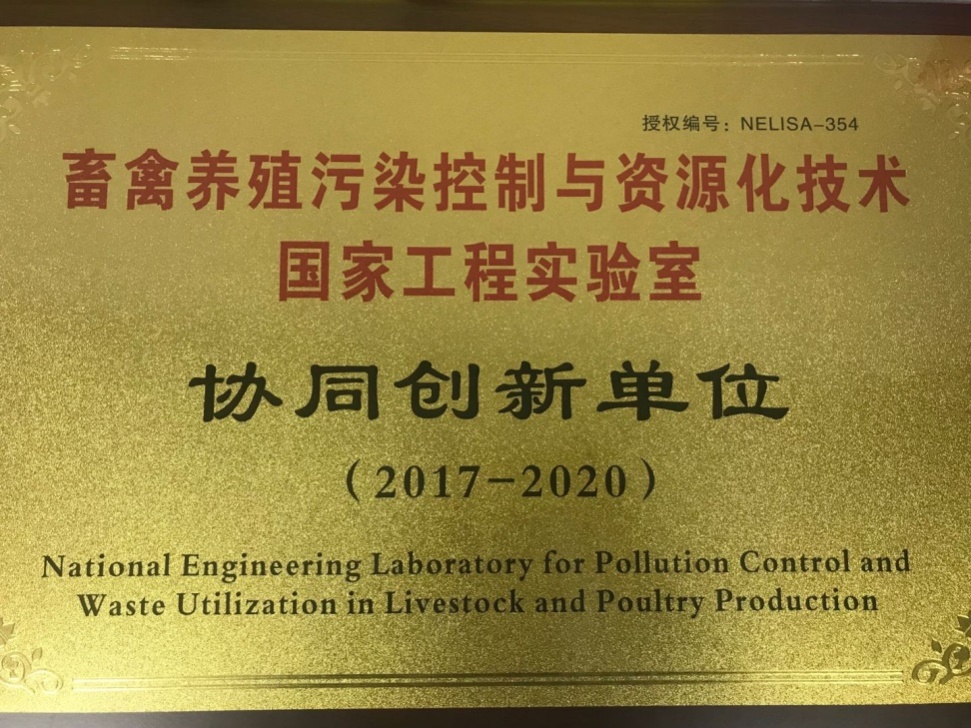 授权编号：NELISA-354
畜禽养殖污染控制与资源化技术
国家工程实验室
协同创新单位
（2017-2020）
National Engineering Laboratory for Pollution Control and
Waste Utilization in Livestock and Poultry Production